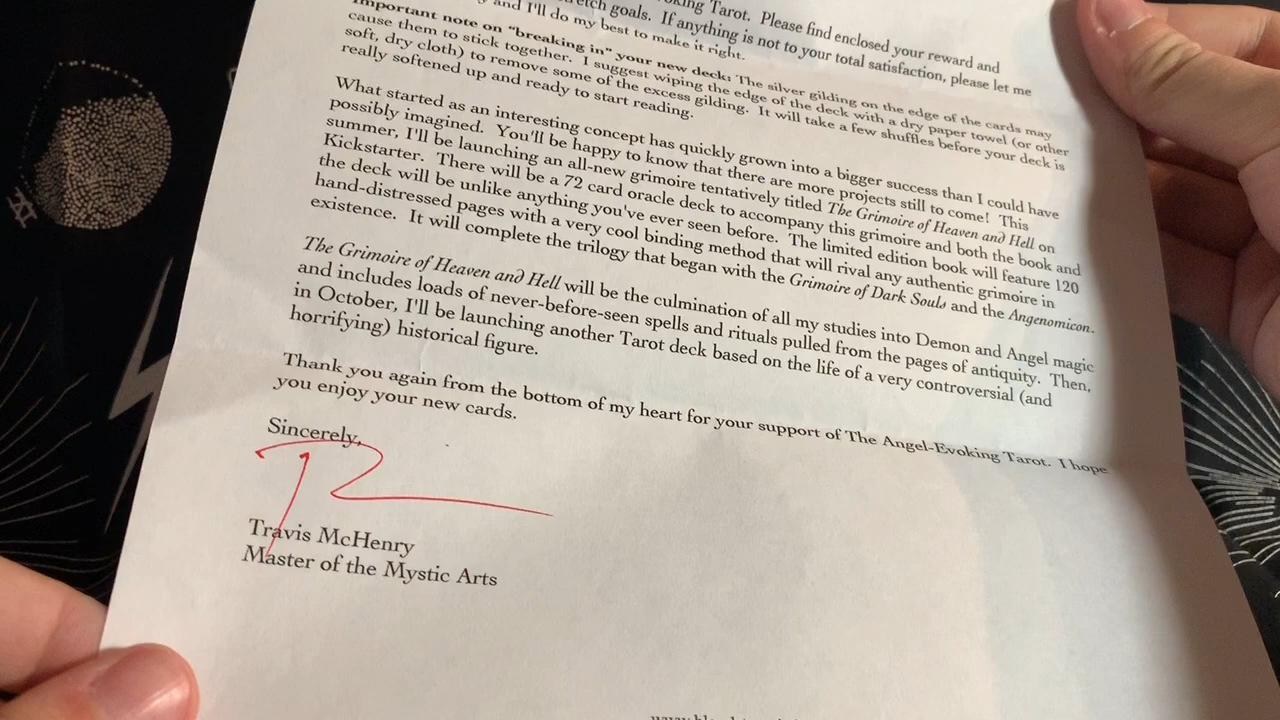 king Tarot. Please find enclosed your reward and
etch goals. If anything is not to your total satisfaction, please let me
and I'll do my best to make it right.
Important note on “breaking in” your new deck: The silver gilding on the edge of the cards may
cause them to stick together. I suggest wiping the edge of the deck with a dry paper towel (or other
soft, dry cloth) to remove some of the excess gilding. It will take a few shuffles before your deck is
really softened up and ready to start reading.
What started as an interesting concept has quickly grown into a bigger success than I could have
possibly imagined. You'll be happy to know that there are more projects still to come! This
summer, I'll be launching an all-new grimoire tentatively titled The Grimoire of Heaven and Hell on
Kickstarter. There will be a 72 card oracle deck to accompany this grimoire and both the book and
the deck will be unlike anything you've ever seen before. The limited edition book will feature 120
hand-distressed pages with a very cool binding method that will rival any authentic grimoire in
existence. It will complete the trilogy that began with the Grimoire of Dark Souls and the Angenomicon.
The Grimoire of Heaven and Hell will be the culmination of all my studies into Demon and Angel magic
and includes loads of never-before-seen spells and rituals pulled from the pages of antiquity. Then,
in October, I'll be launching another Tarot deck based on the life of a very controversial (and
horrifying) historical figure.
Thank you again from the bottom of my heart for your support of The Angel-Evoking Tarot. I hope
you enjoy your new cards.
Sincerely,
Travis McHenry
Master of the Mystic Arts